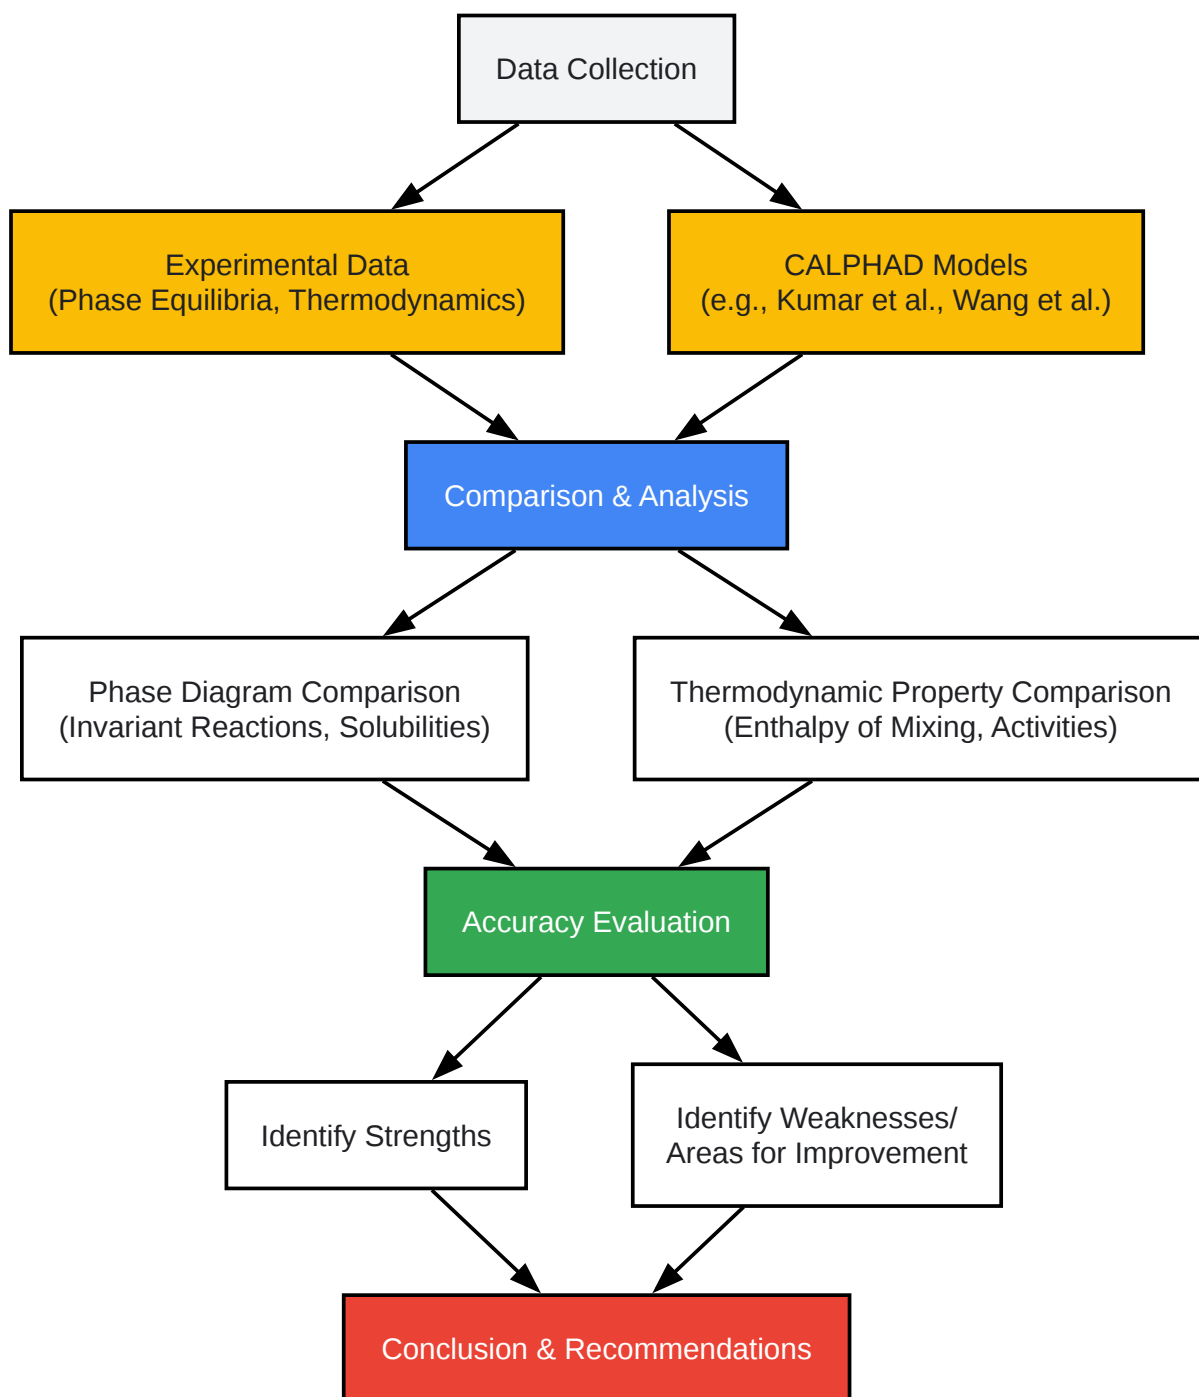 Data Collection
Experimental Data
(Phase Equilibria, Thermodynamics)
CALPHAD Models
(e.g., Kumar et al., Wang et al.)
Comparison & Analysis
Phase Diagram Comparison
(Invariant Reactions, Solubilities)
Thermodynamic Property Comparison
(Enthalpy of Mixing, Activities)
Accuracy Evaluation
Identify Strengths
Identify Weaknesses/
Areas for Improvement
Conclusion & Recommendations